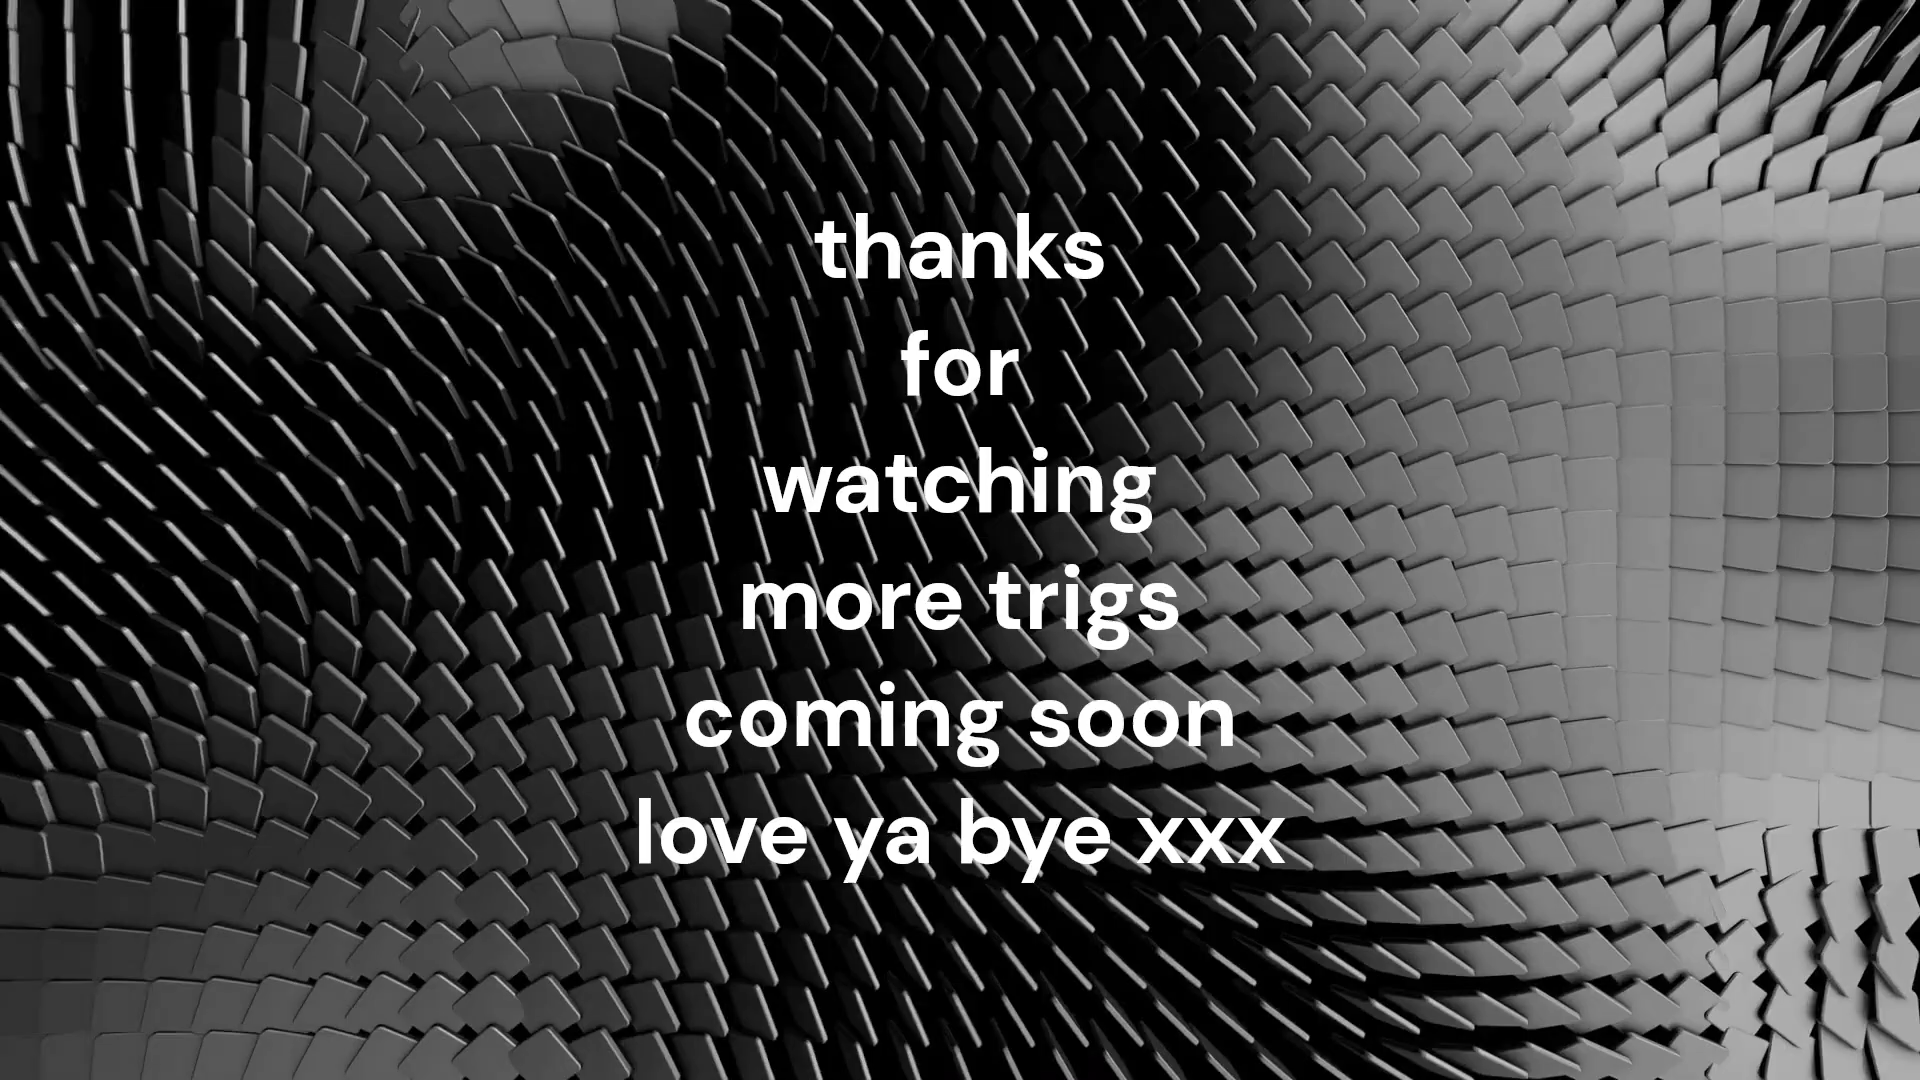 thanks
for
watching
more trigs
coming soon
love ya bye xxx